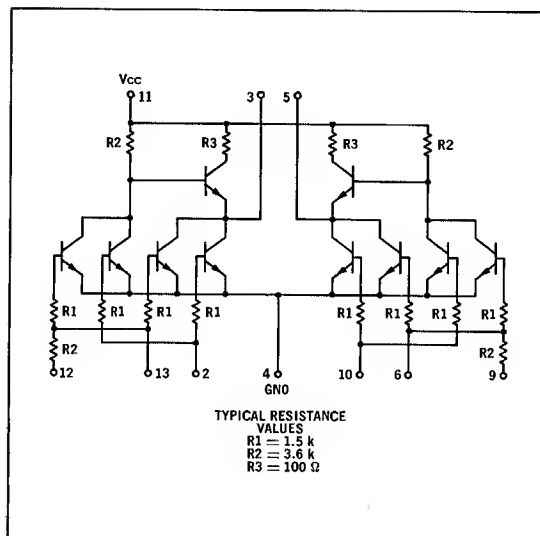 Vcc
11 3 5
R2 R3 R3 R2
R1 R1 R1 R1 R1 R1 R1 R1
R2 R2
12 13 2 4 10 6 9
GNO
TYPICAL RESISTANCE
VALUES
R1 = 1.5 k
R2 = 3.6 k
R3 = 100 Ω